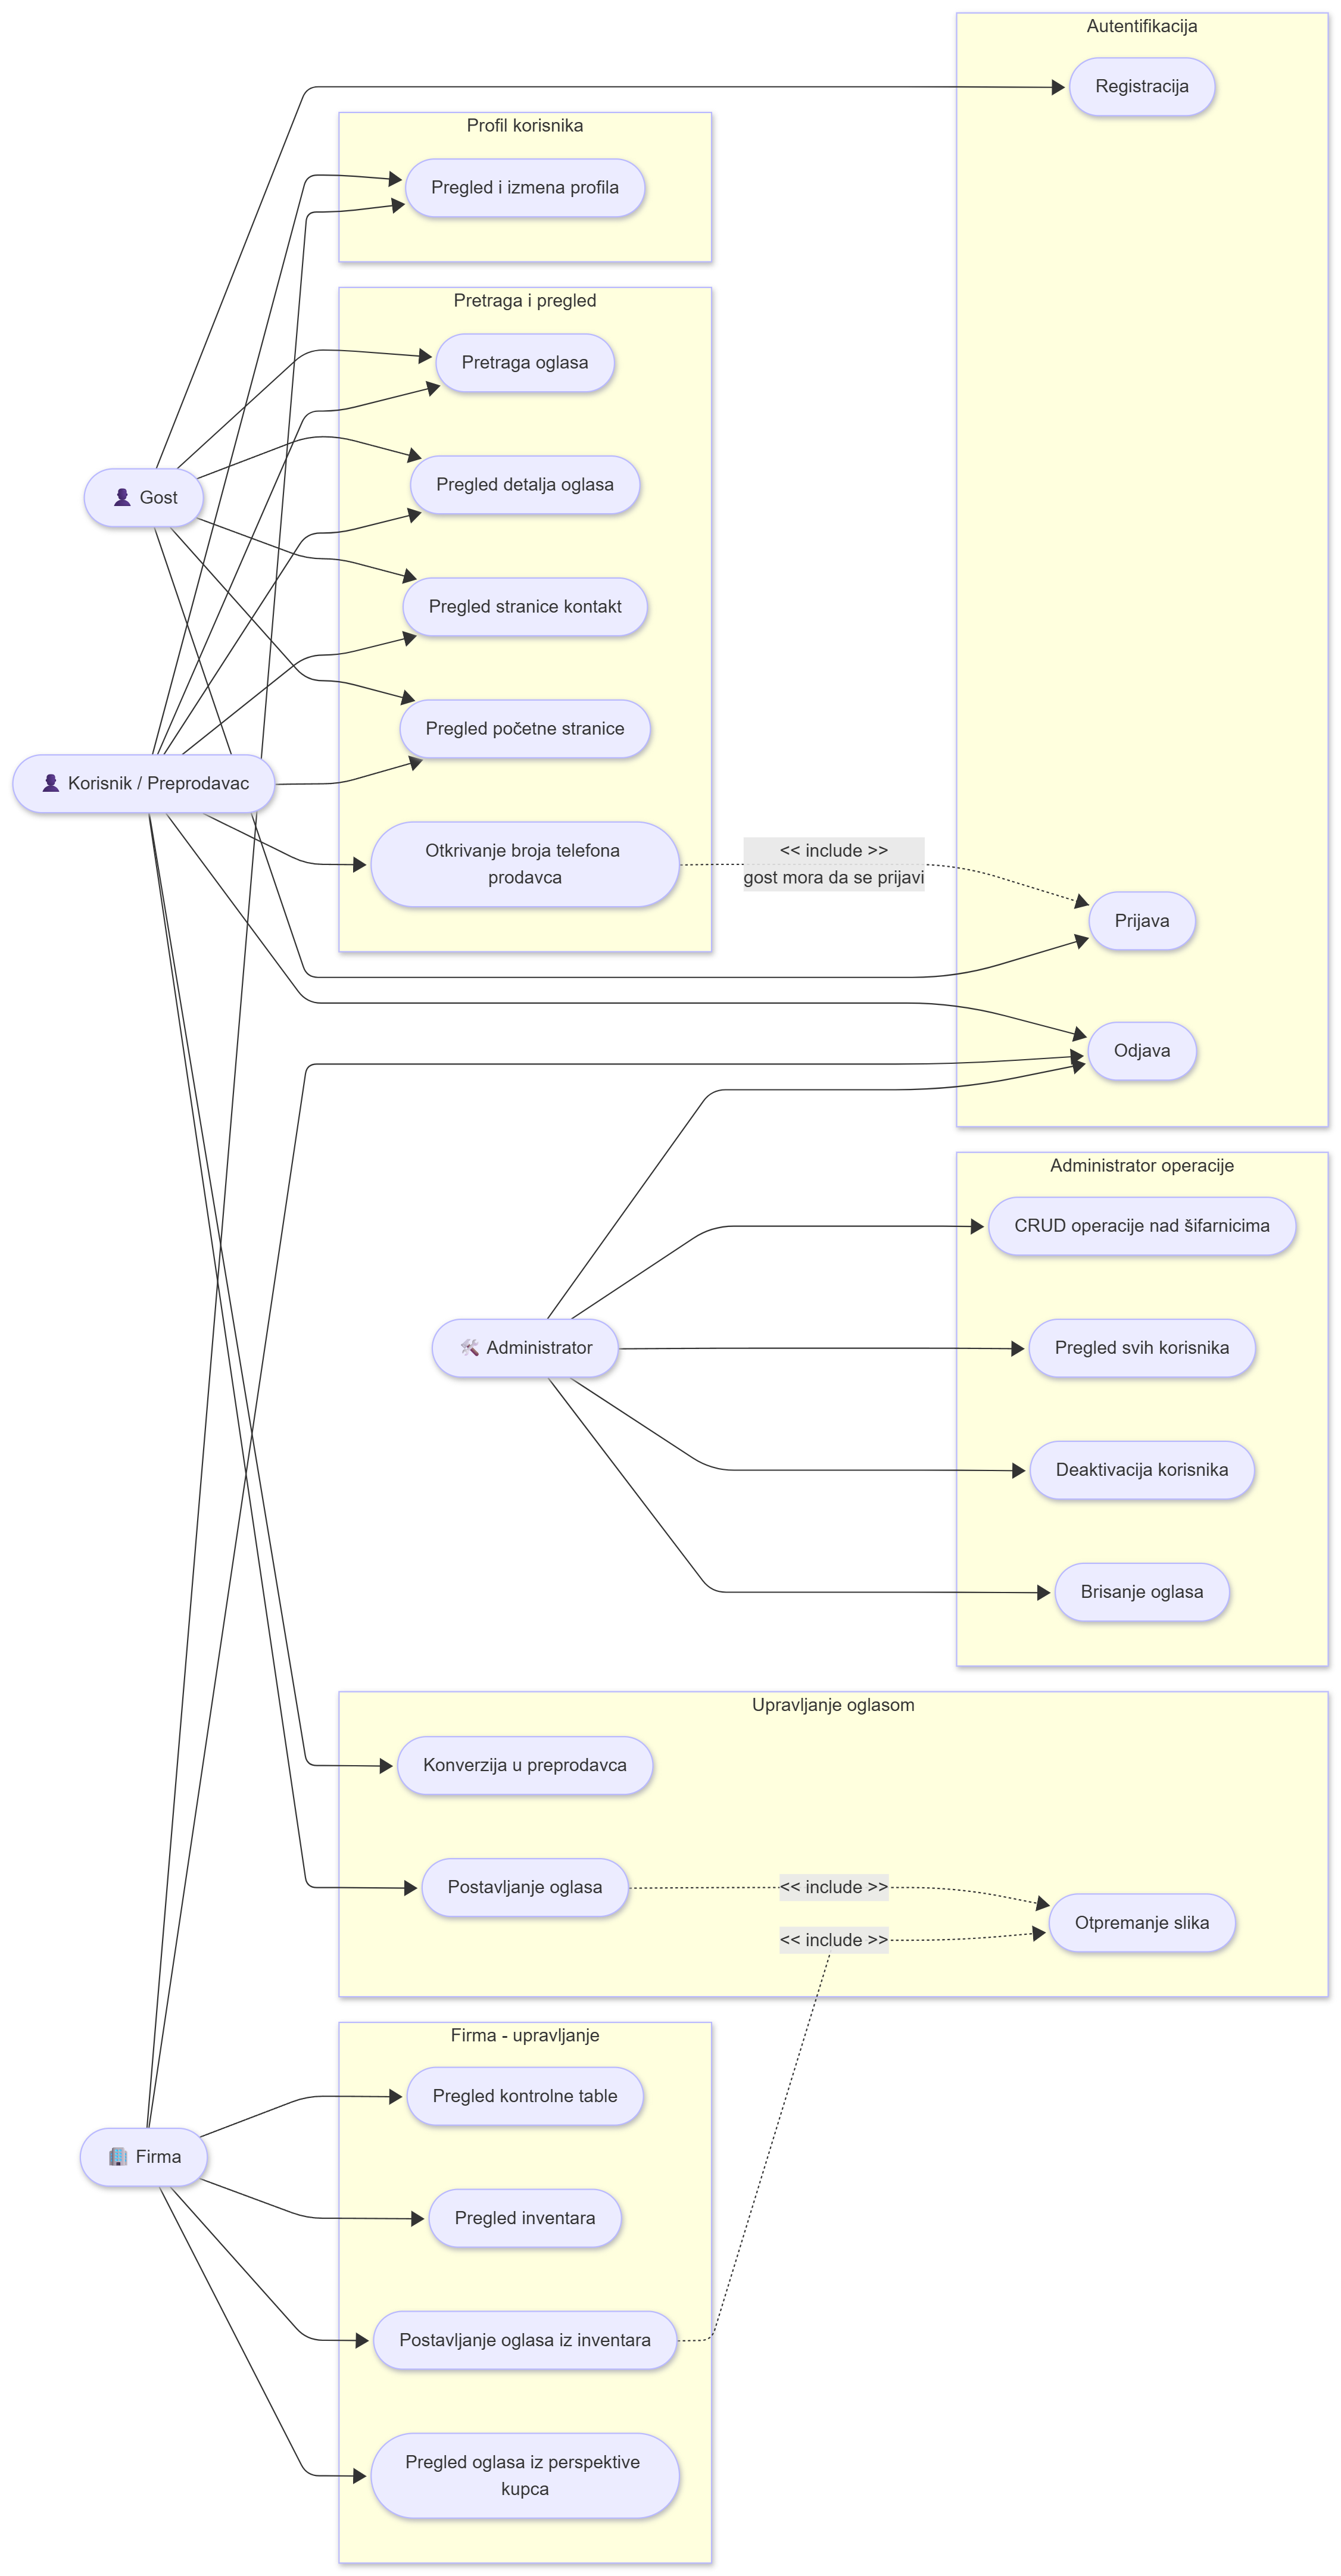 Autentifikacija
Registracija
Profil korisnika
Pregled i izmena profila
Pretraga i pregled
Pretraga oglasa
Pregled detalja oglasa
Gost
Pregled stranice kontakt
Pregled početne stranice
Korisnik / Preprodavac
Otkrivanje broja telefona
prodavca
<< include >>
gost mora da se prijavi
Prijava
Odjava
Administrator operacije
CRUD operacije nad šifarnicima
Administrator
Pregled svih korisnika
Deaktivacija korisnika
Brisanje oglasa
Upravljanje oglasom
Konverzija u preprodavca
Postavljanje oglasa
<< include >>
Otpremanje slika
<< include >>
Firma - upravljanje
Pregled kontrolne table
Firma
Pregled inventara
Postavljanje oglasa iz inventara
Pregled oglasa iz perspektive
kupca